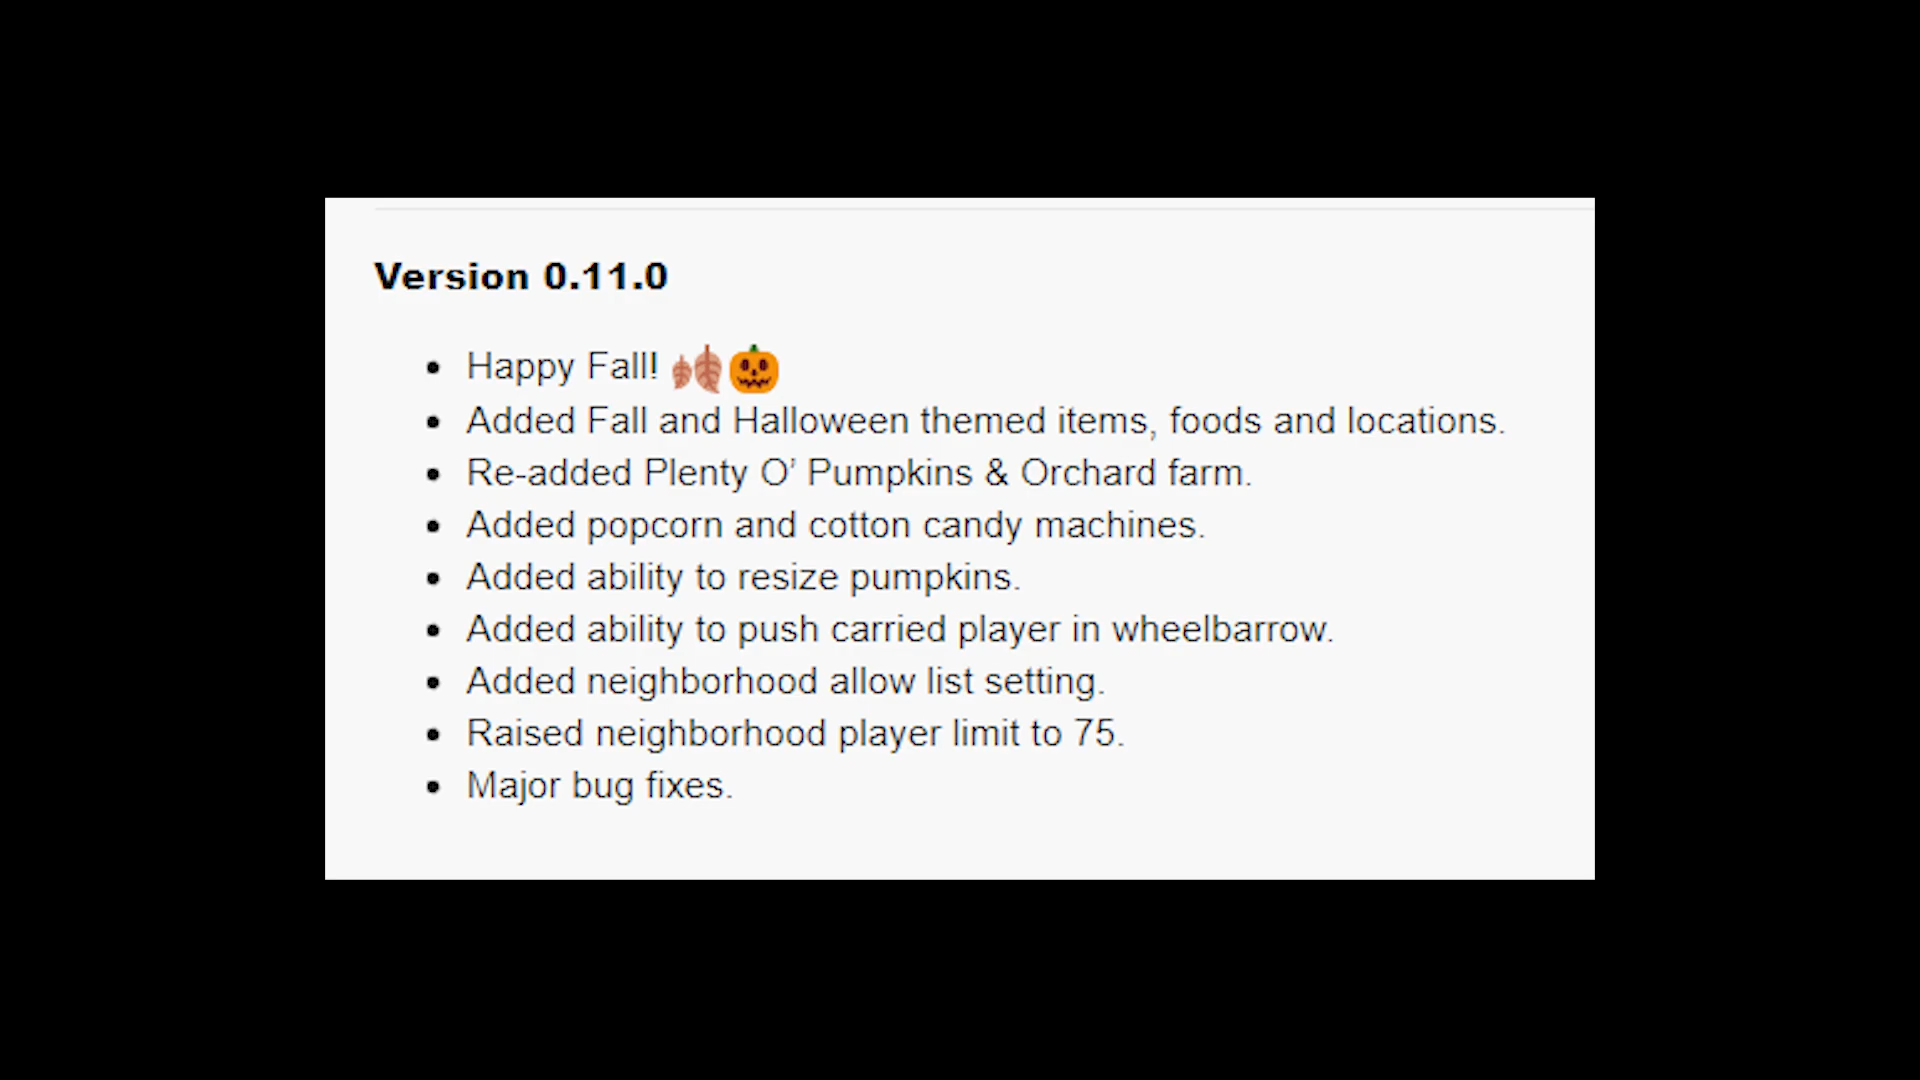 Version 0.11.0
Happy Fall! 🍂🎃
Added Fall and Halloween themed items, foods and locations.
Re-added Plenty O’ Pumpkins & Orchard farm.
Added popcorn and cotton candy machines.
Added ability to resize pumpkins.
Added ability to push carried player in wheelbarrow.
Added neighborhood allow list setting.
Raised neighborhood player limit to 75.
Major bug fixes.